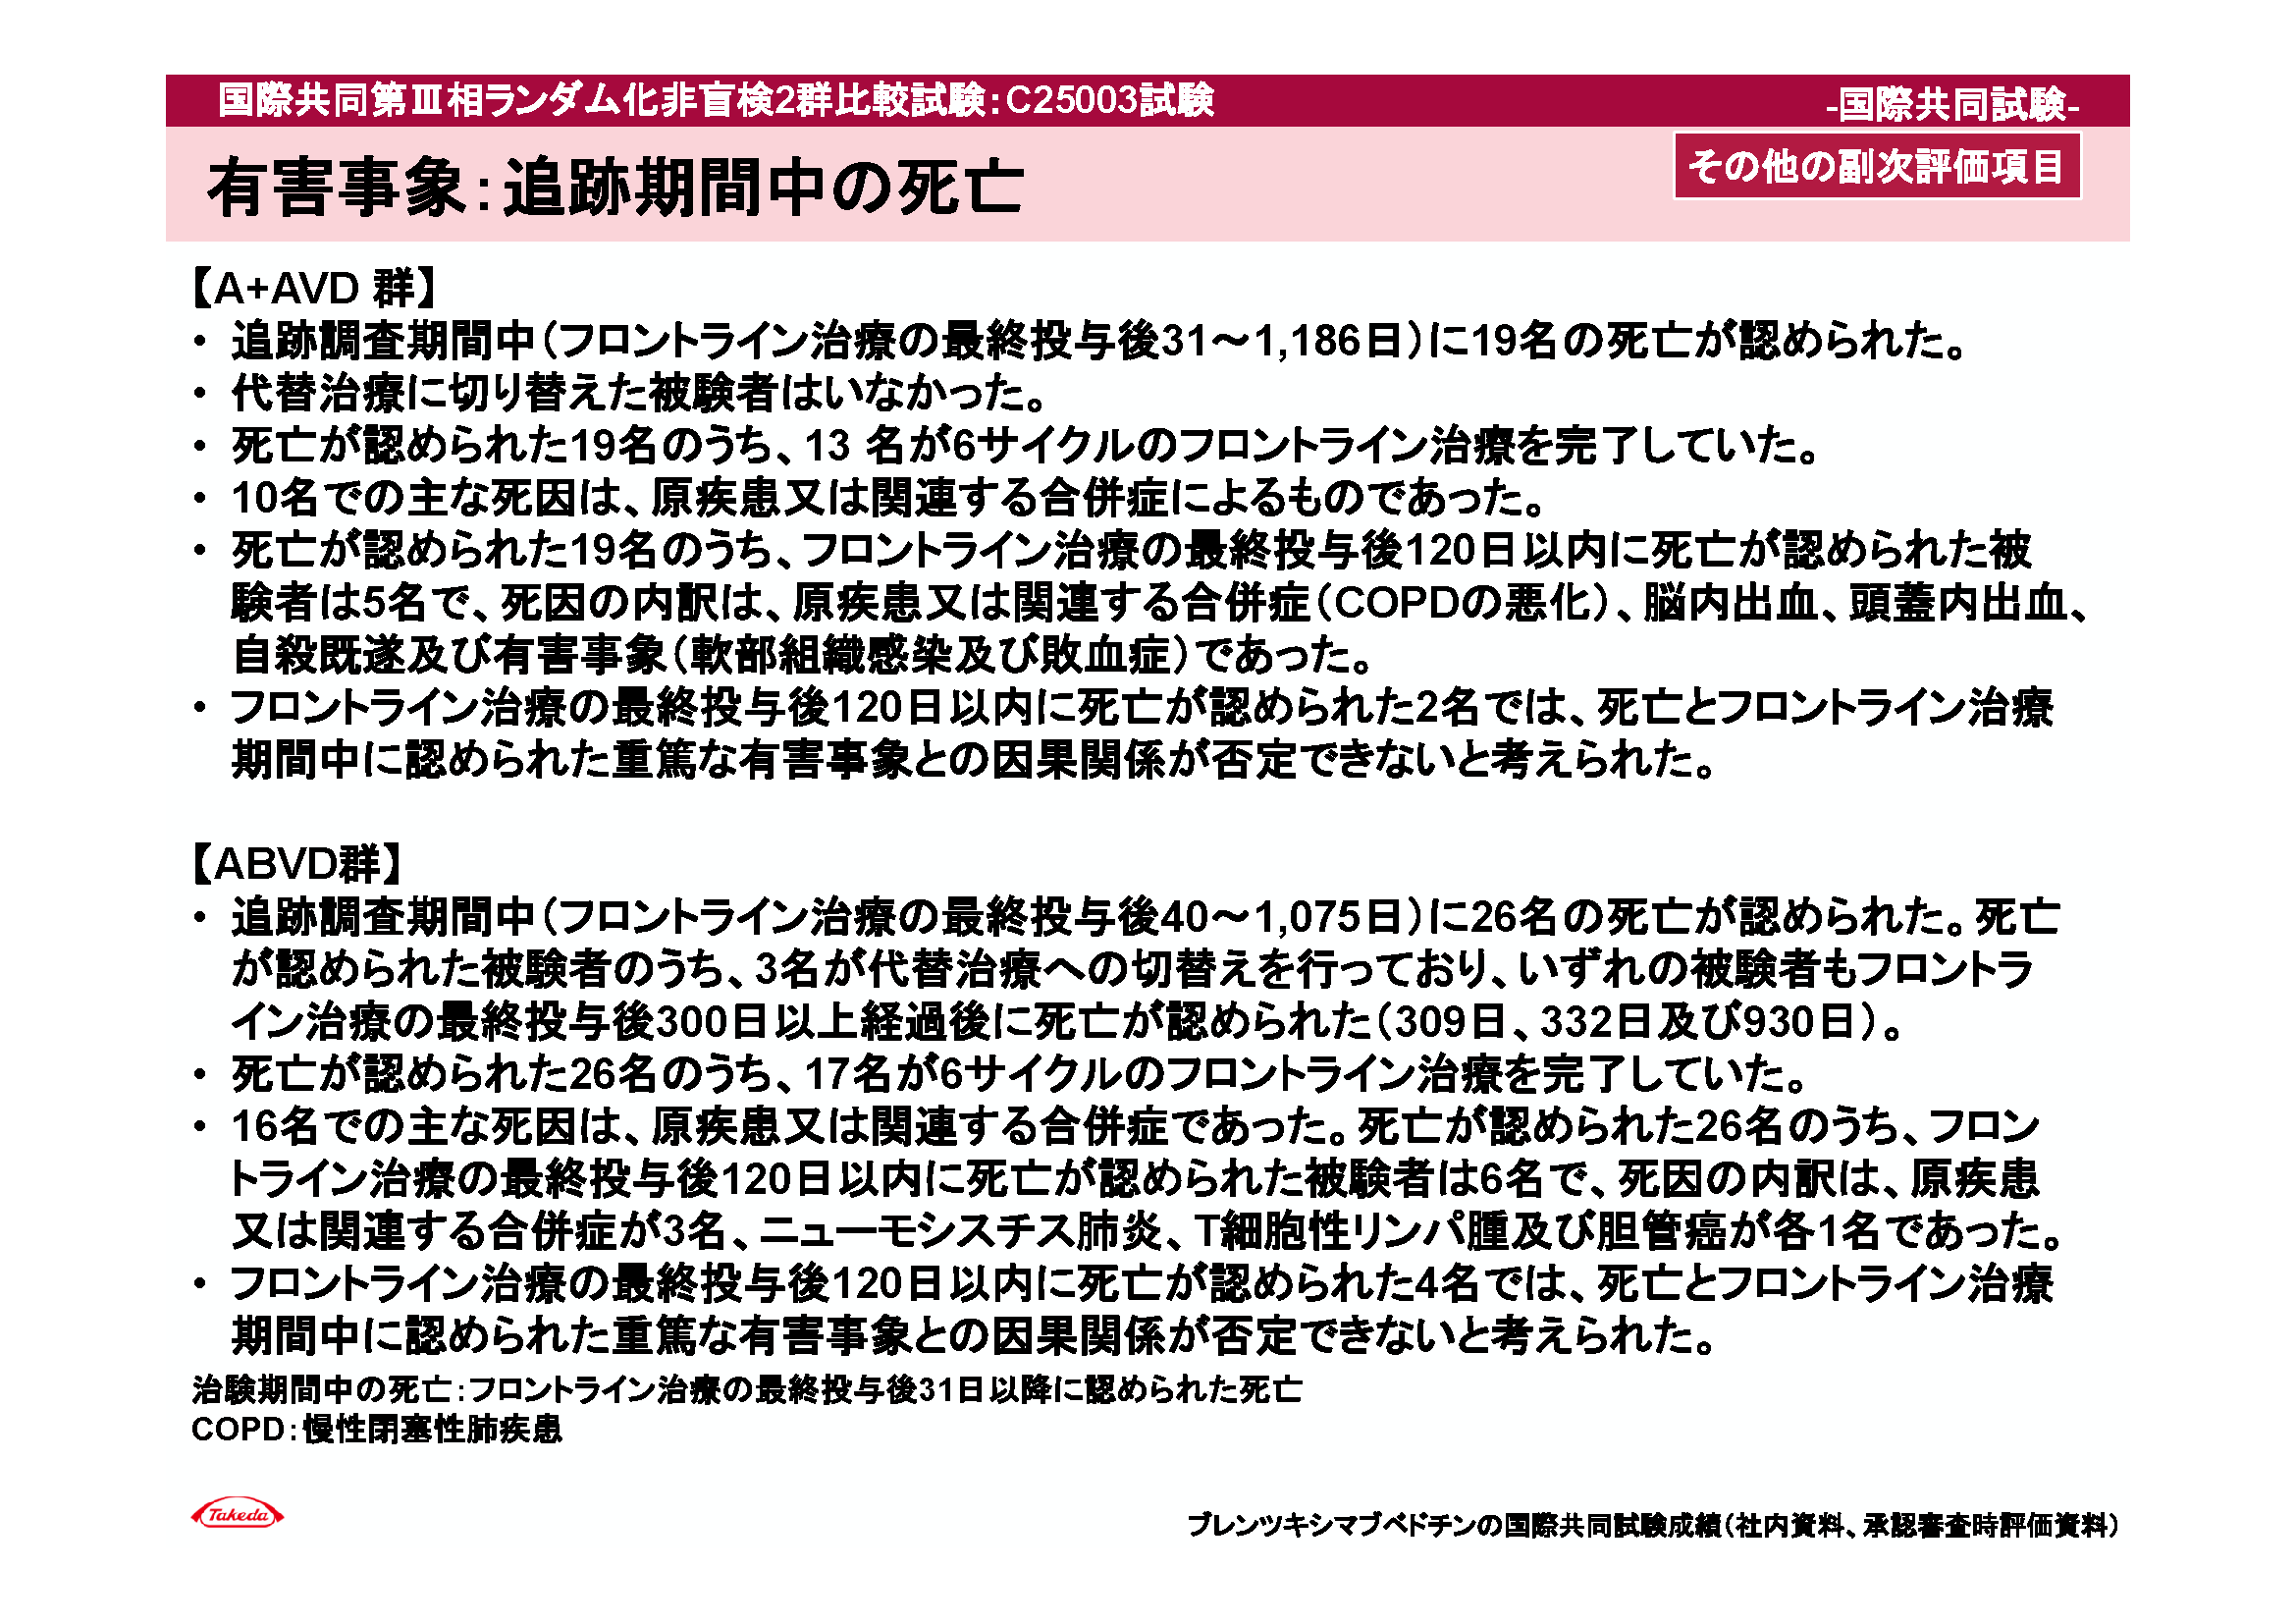 国際共同第Ⅲ相ランダム化非盲検2群比較試験：C25003試験
-国際共同試験-
その他の副次評価項目
有害事象：追跡期間中の死亡
【A+AVD 群】
• 追跡調査期間中（フロントライン治療の最終投与後31～1,186日）に19名の死亡が認められた。
• 代替治療に切り替えた被験者はいなかった。
• 死亡が認められた19名のうち、13 名が6サイクルのフロントライン治療を完了していた。
• 10名での主な死因は、原疾患又は関連する合併症によるものであった。
• 死亡が認められた19名のうち、フロントライン治療の最終投与後120日以内に死亡が認められた被
験者は5名で、死因の内訳は、原疾患又は関連する合併症（COPDの悪化）、脳内出血、頭蓋内出血、
自殺既遂及び有害事象（軟部組織感染及び敗血症）であった。
• フロントライン治療の最終投与後120日以内に死亡が認められた2名では、死亡とフロントライン治療
期間中に認められた重篤な有害事象との因果関係が否定できないと考えられた。
【ABVD群】
• 追跡調査期間中（フロントライン治療の最終投与後40～1,075日）に26名の死亡が認められた。死亡
が認められた被験者のうち、3名が代替治療への切替えを行っており、いずれの被験者もフロントラ
イン治療の最終投与後300日以上経過後に死亡が認められた（309日、332日及び930日）。
• 死亡が認められた26名のうち、17名が6サイクルのフロントライン治療を完了していた。
• 16名での主な死因は、原疾患又は関連する合併症であった。死亡が認められた26名のうち、フロン
トライン治療の最終投与後120日以内に死亡が認められた被験者は6名で、死因の内訳は、原疾患
又は関連する合併症が3名、ニューモシスチス肺炎、T細胞性リンパ腫及び胆管癌が各1名であった。
• フロントライン治療の最終投与後120日以内に死亡が認められた4名では、死亡とフロントライン治療
期間中に認められた重篤な有害事象との因果関係が否定できないと考えられた。
治験期間中の死亡：フロントライン治療の最終投与後31日以降に認められた死亡
COPD：慢性閉塞性肺疾患
Takeda
ブレンツキシマブベドチンの国際共同試験成績（社内資料、承認審査時評価資料）